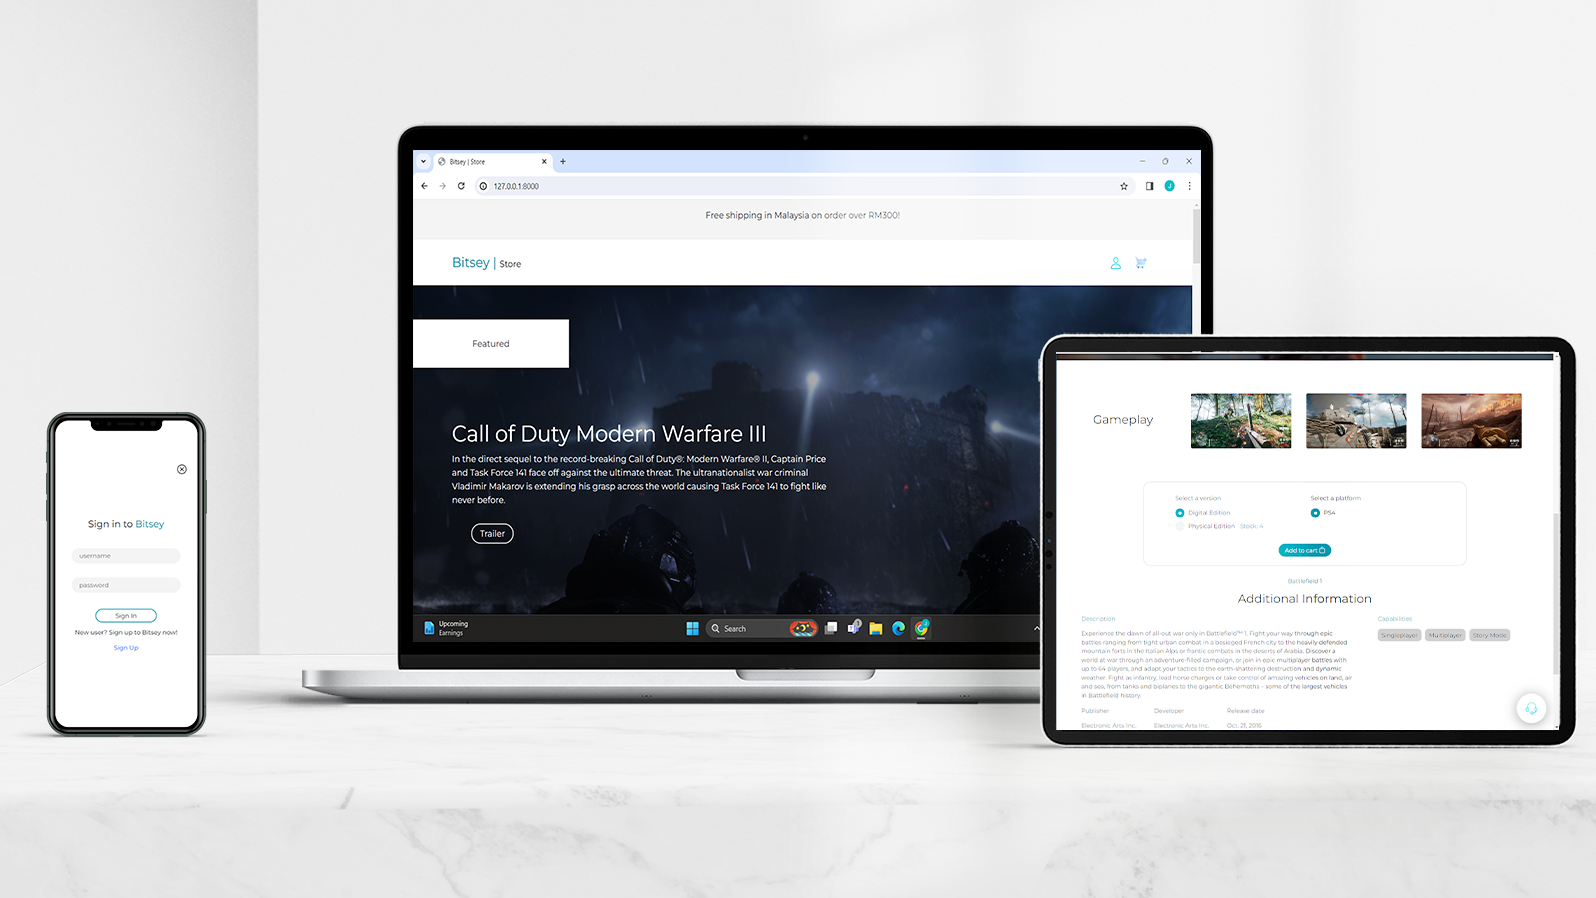 Bitsey | Store
127.0.0.1:8000
J
Free shipping in Malaysia on order over RM300!
Bitsey | Store
Featured
Call of Duty Modern Warfare III
In the direct sequel to the record-breaking Call of Duty®: Modern Warfare® II, Captain Price
and Task Force 141 face off against the ultimate threat. The ultranationalist war criminal
Vladimir Makarov is extending his grasp across the world causing Task Force 141 to fight like
never before.
Trailer
Upcoming
Earnings
Search
Sign in to Bitsey
username
password
Sign In
New user? Sign up to Bitsey now!
Sign Up
Gameplay
Select a version
Digital Edition
Physical Edition Stock: 4
Select a platform
PS4
Add to cart
Battlefield 1
Additional Information
Description
Experience the dawn of all-out war only in Battlefield™ 1. Fight your way through epic
battles ranging from tight urban combat in a besieged French city to the heavily defended
mountain forts in the Italian Alps or frantic combats in the deserts of Arabia. Discover a
world at war through an adventure-filled campaign, or join in epic multiplayer battles with
up to 64 players, and adapt your tactics to the earth-shattering destruction and dynamic
weather. Fight as infantry, lead horse charges or take control of amazing vehicles on land, air
and sea, from tanks and biplanes to the gigantic Behemoths – some of the largest vehicles
in Battlefield history.
Capabilities
Singleplayer Multiplayer Story Mode
Publisher Developer Release date
Electronic Arts Inc. Electronic Arts Inc. Oct, 21, 2016